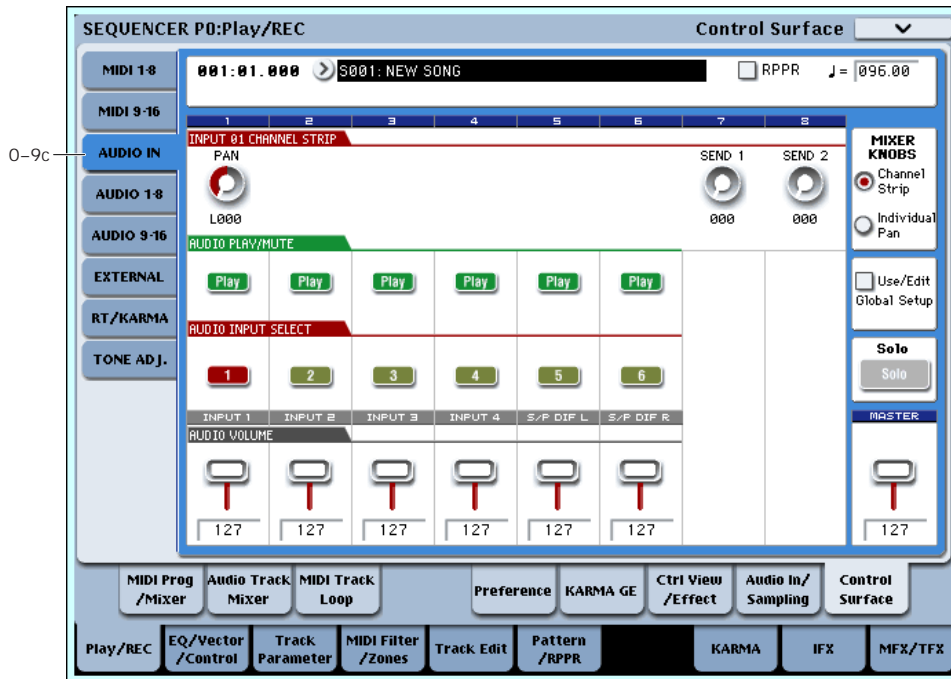 SEQUENCER P0:Play/REC Control Surface
MIDI 1-8
001:01.000 S001: NEW SONG RPPR ♩= 096.00
MIDI 9-16
1 2 3 4 5 6 7 8
0–9c
AUDIO IN
INPUT 01 CHANNEL STRIP
PAN SEND 1 SEND 2
L000 000 000
MIXER
KNOBS
Channel
Strip
Individual
Pan
AUDIO 1-8
AUDIO 9-16
AUDIO PLAY/MUTE
EXTERNAL
Play Play Play Play Play Play
Use/Edit
Global Setup
RT/KARMA
AUDIO INPUT SELECT
TONE ADJ.
1 2 3 4 5 6
Solo
Solo
INPUT 1 INPUT 2 INPUT 3 INPUT 4 S/P DIF L S/P DIF R
MASTER
AUDIO VOLUME
127 127 127 127 127 127 127
MIDI Prog
/Mixer
Audio Track
Mixer
MIDI Track
Loop
Preference
KARMA GE
Ctrl View
/Effect
Audio In/
Sampling
Control
Surface
Play/REC
EQ/Vector
/Control
Track
Parameter
MIDI Filter
/Zones
Track Edit
Pattern
/RPPR
KARMA
IFX
MFX/TFX